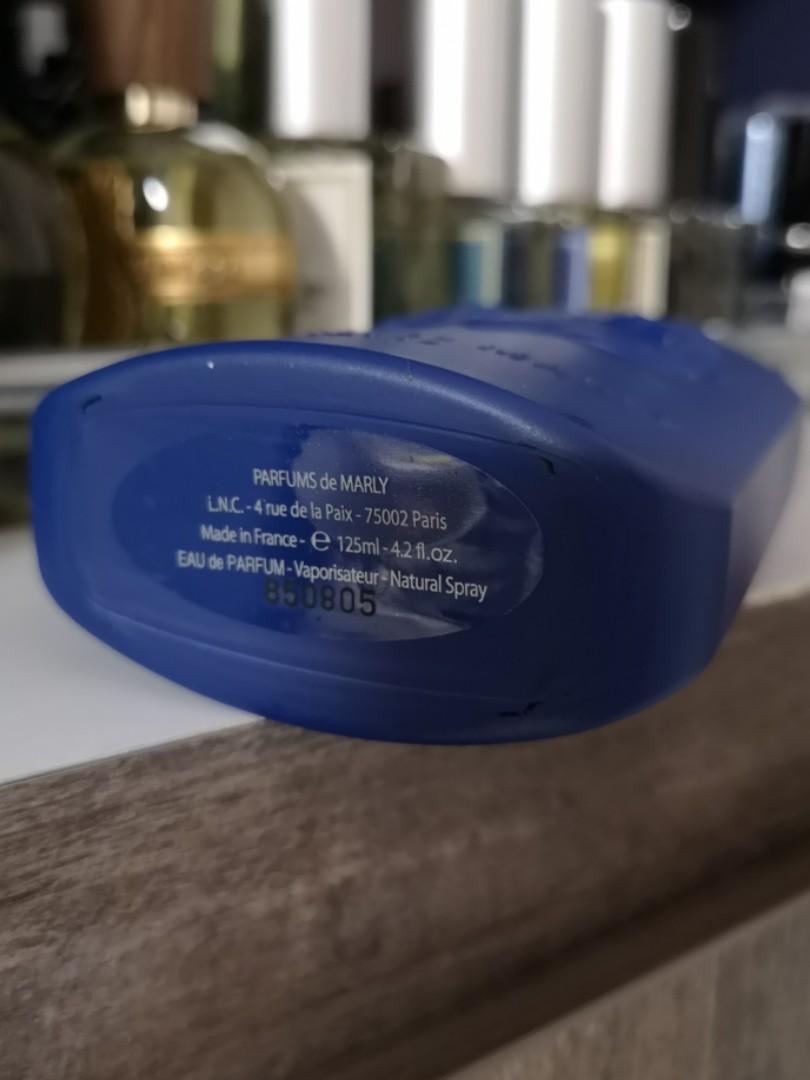 PARFUMS de MARLY
I.N.C. - 4 rue de la Paix - 75002 Paris
Made in France - ℮ 125ml - 4.2 fl.oz.
EAU de PARFUM - Vaporisateur - Natural Spray
850805